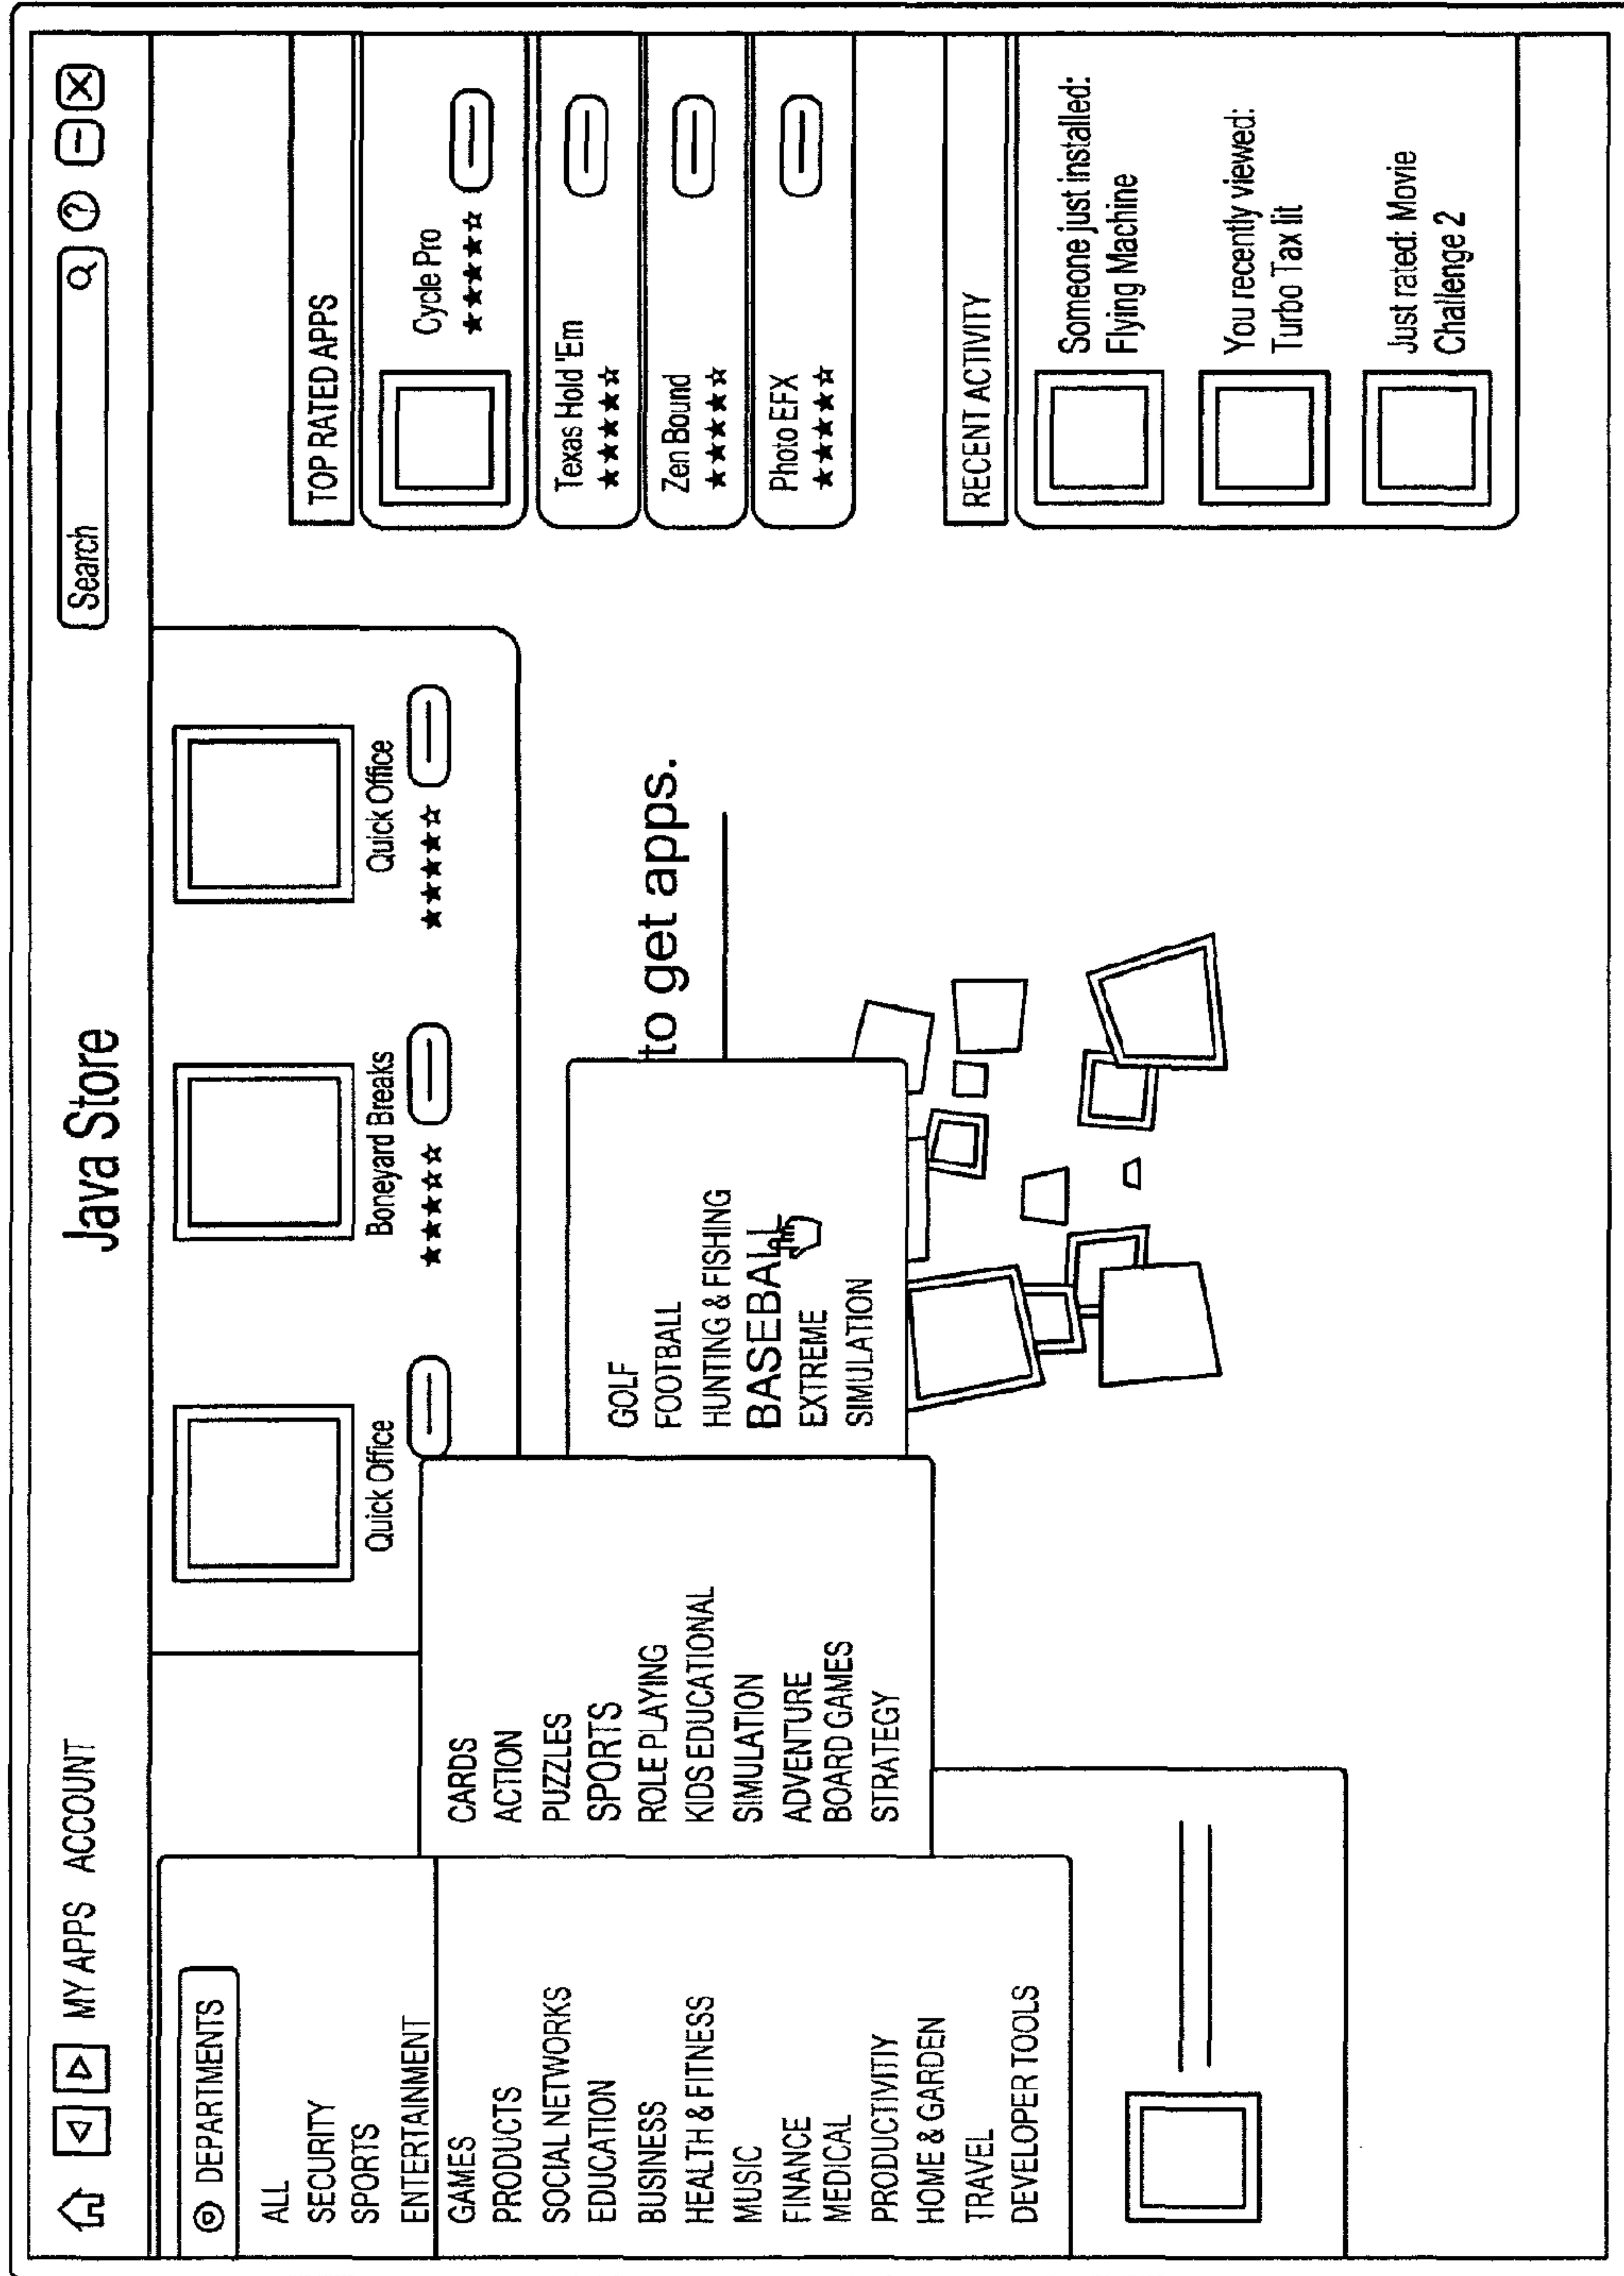 MY APPS ACCOUNT
Java Store
Search
?
DEPARTMENTS
ALL
SECURITY
SPORTS
ENTERTAINMENT
GAMES
PRODUCTS
SOCIAL NETWORKS
EDUCATION
BUSINESS
HEALTH & FITNESS
MUSIC
FINANCE
MEDICAL
PRODUCTIVITIY
HOME & GARDEN
TRAVEL
DEVELOPER TOOLS
CARDS
ACTION
PUZZLES
SPORTS
ROLE PLAYING
KIDS EDUCATIONAL
SIMULATION
ADVENTURE
BOARD GAMES
STRATEGY
GOLF
FOOTBALL
HUNTING & FISHING
BASEBALL
EXTREME
SIMULATION
Quick Office
Boneyard Breaks
Quick Office
to get apps.
TOP RATED APPS
Cycle Pro
Texas Hold 'Em
Zen Bound
Photo EFX
RECENT ACTIVITY
Someone just installed:
Flying Machine
You recently viewed:
Turbo Tax lit
Just rated: Movie
Challenge 2